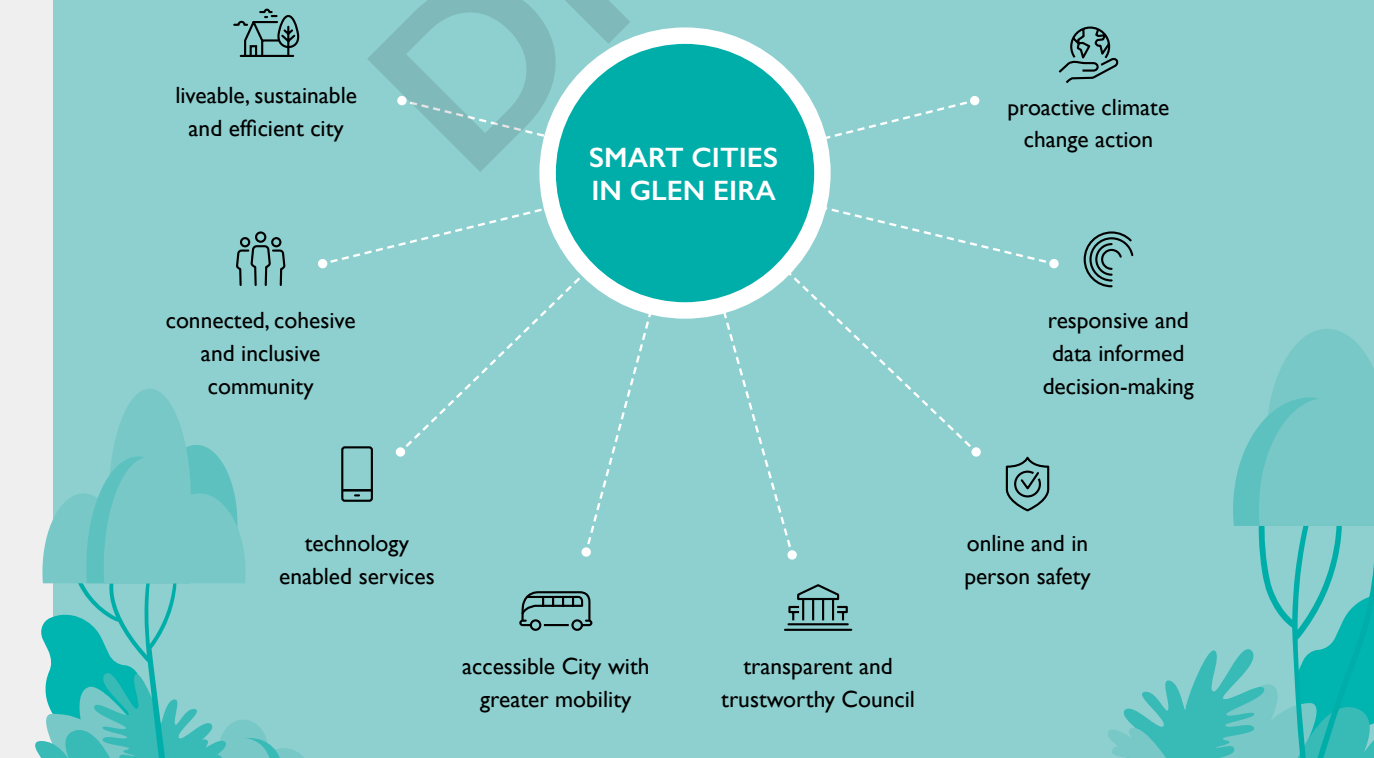 liveable, sustainable
and efficient city
SMART CITIES
IN GLEN EIRA
proactive climate
change action
connected, cohesive
and inclusive
community
responsive and
data informed
decision-making
technology
enabled services
online and in
person safety
accessible City with
greater mobility
transparent and
trustworthy Council